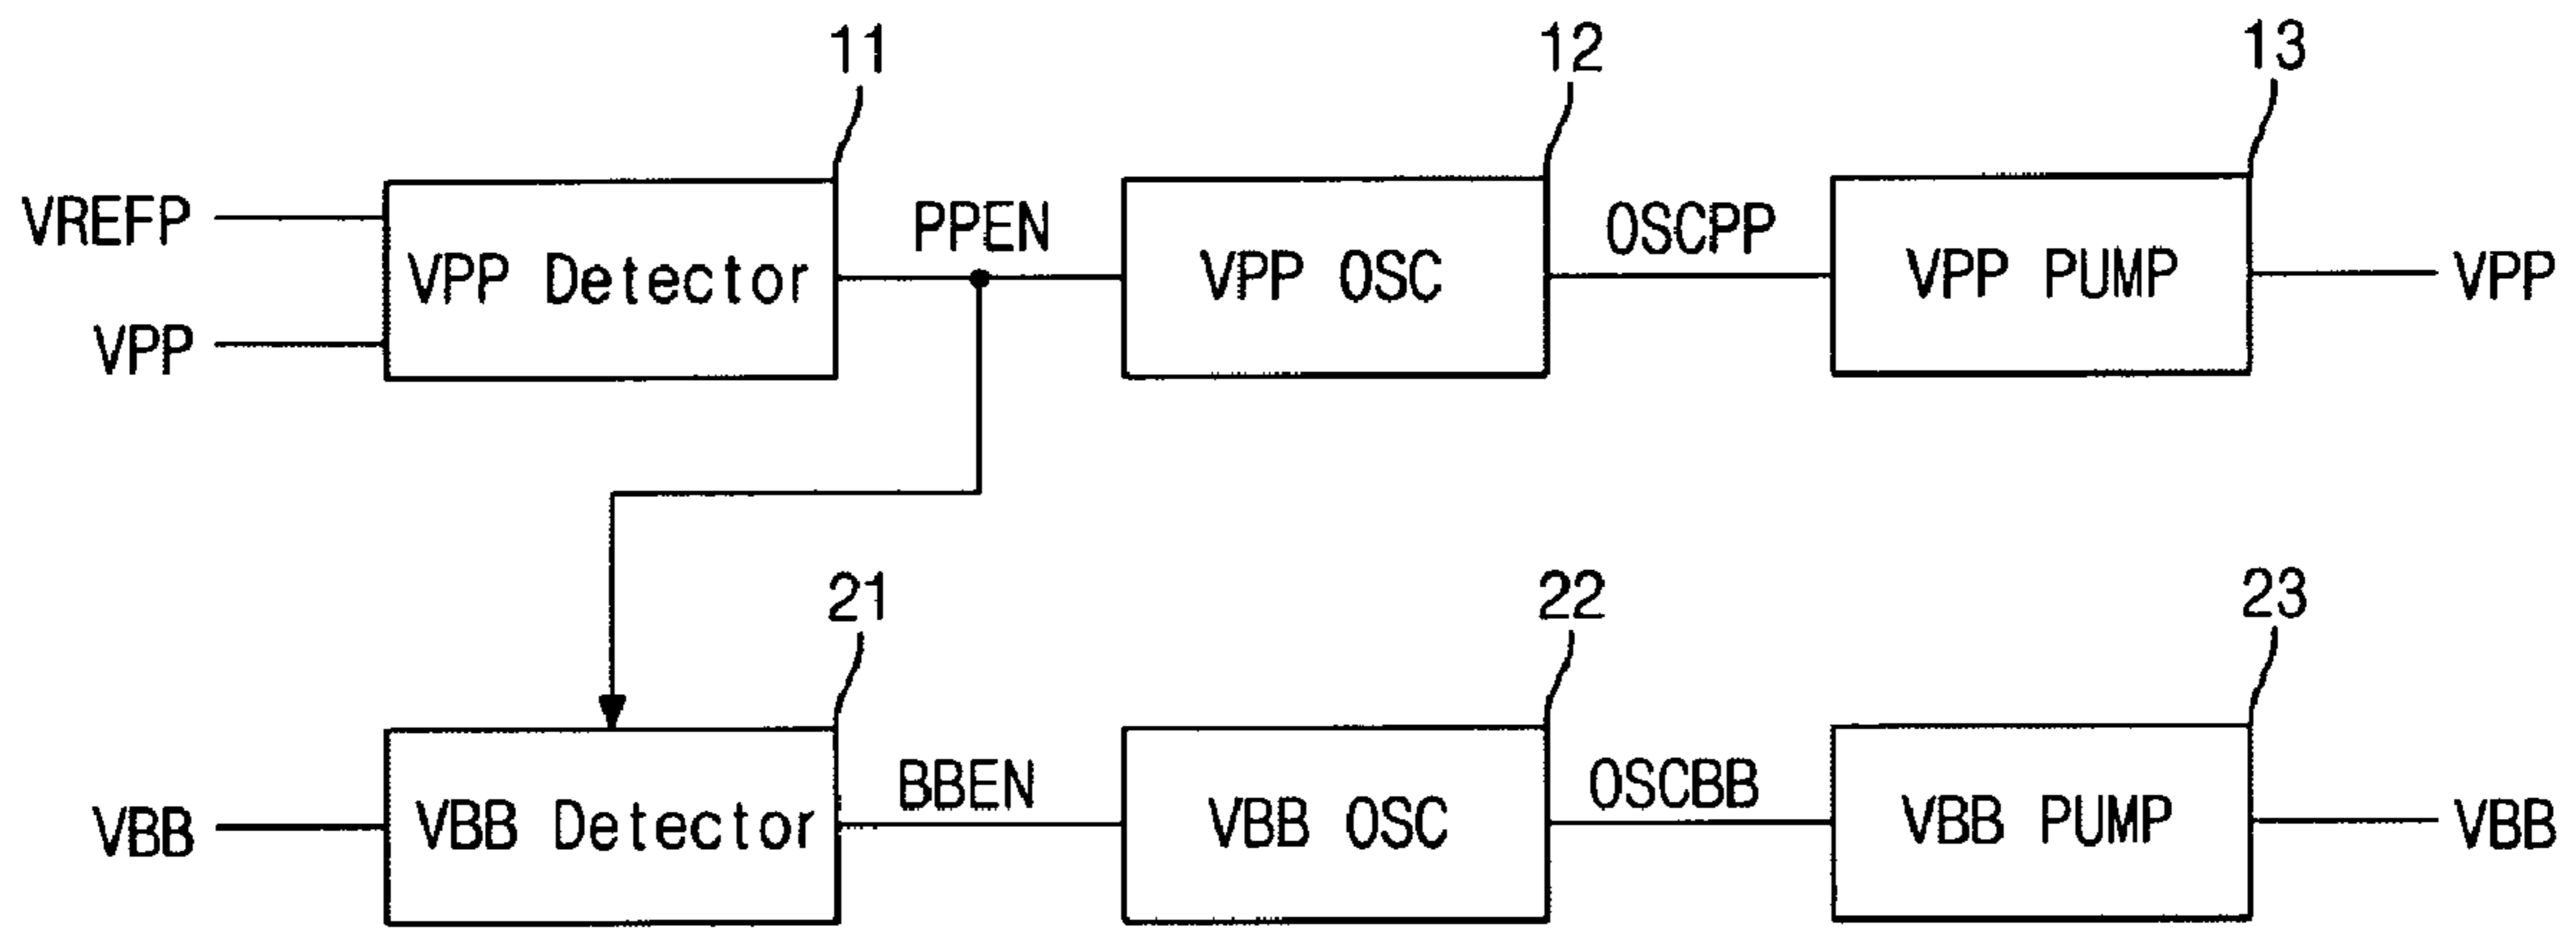 11
12
13
VREFP
VPP
VPP Detector
PPEN
VPP OSC
OSCPP
VPP PUMP
VPP
21
22
23
VBB
VBB Detector
BBEN
VBB OSC
OSCBB
VBB PUMP
VBB